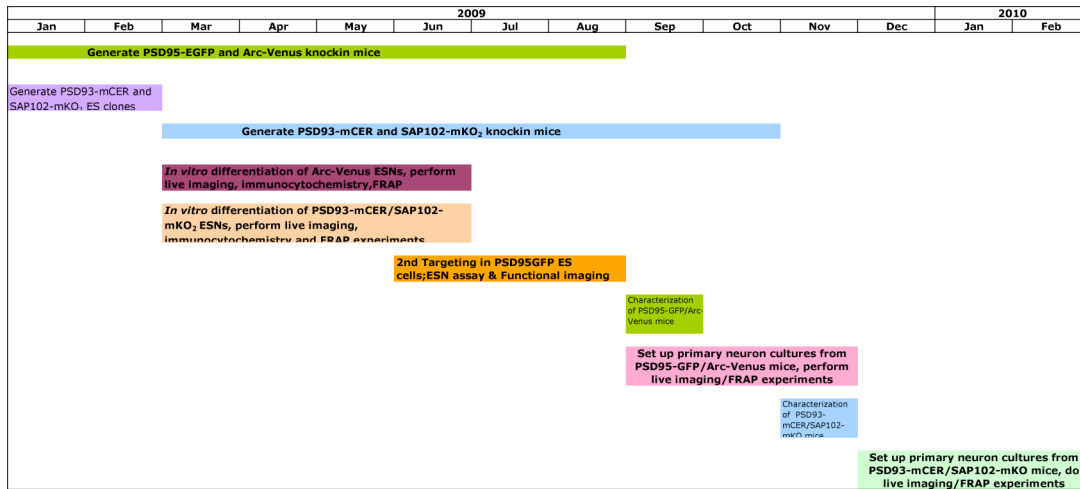 2009 2010
Jan Feb Mar Apr May Jun Jul Aug Sep Oct Nov Dec Jan Feb
Generate PSD95-EGFP and Arc-Venus knockin mice
Generate PSD93-mCER and
SAP102-mKO₂ ES clones
Generate PSD93-mCER and SAP102-mKO₂ knockin mice
In vitro differentiation of Arc-Venus ESNs, perform
live imaging, immunocytochemistry,FRAP
In vitro differentiation of PSD93-mCER/SAP102-
mKO₂ ESNs, perform live imaging,
immunocytochemistry and FRAP experiments
2nd Targeting in PSD95GFP ES
cells;ESN assay & Functional imaging
Characterization
of PSD95-GFP/Arc-
Venus mice
Set up primary neuron cultures from
PSD95-GFP/Arc-Venus mice, perform
live imaging/FRAP experiments
Characterization
of PSD93-
mCER/SAP102-
mKO mice
Set up primary neuron cultures from
PSD93-mCER/SAP102-mKO mice, do
live imaging/FRAP experiments